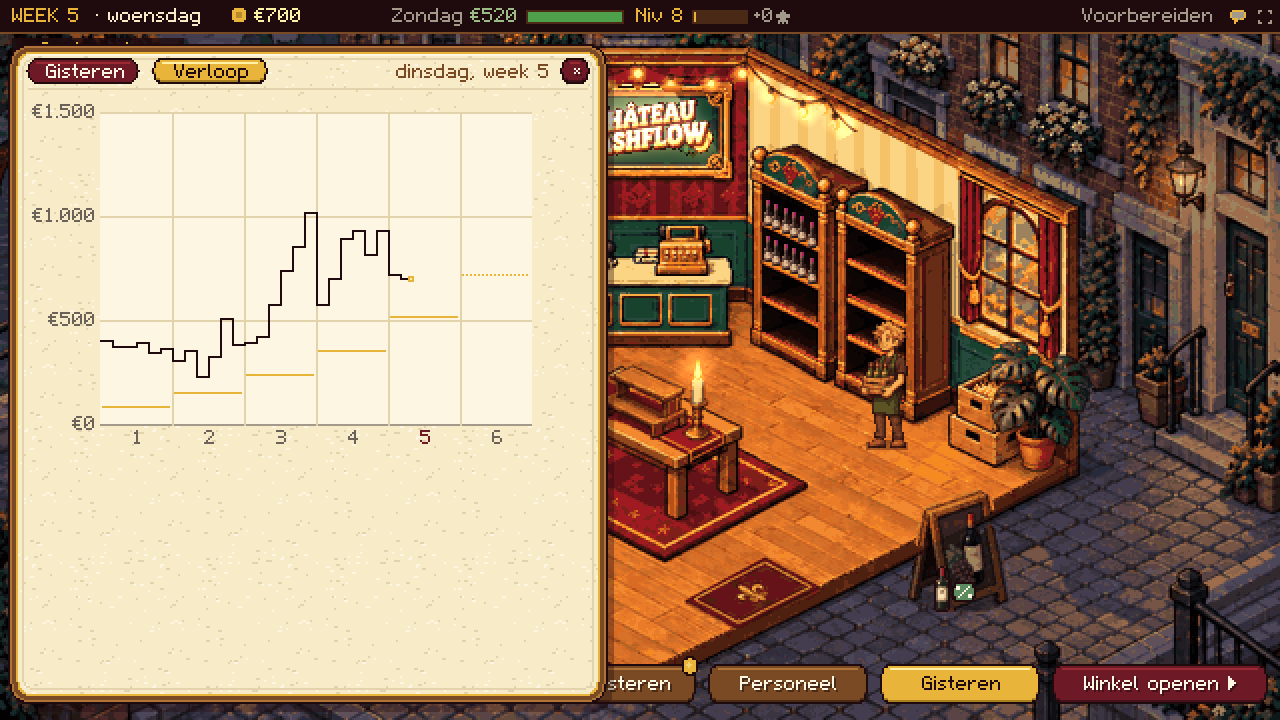 WEEK 5 · woensdag €700 Zondag €520 Niv 8 +0 Voorbereiden
Gisteren Verloop dinsdag, week 5 ×
€1.500
€1.000
€500
€0
1 2 3 4 5 6
HÂTEAU
SHFLOW
steren Personeel Gisteren Winkel openen